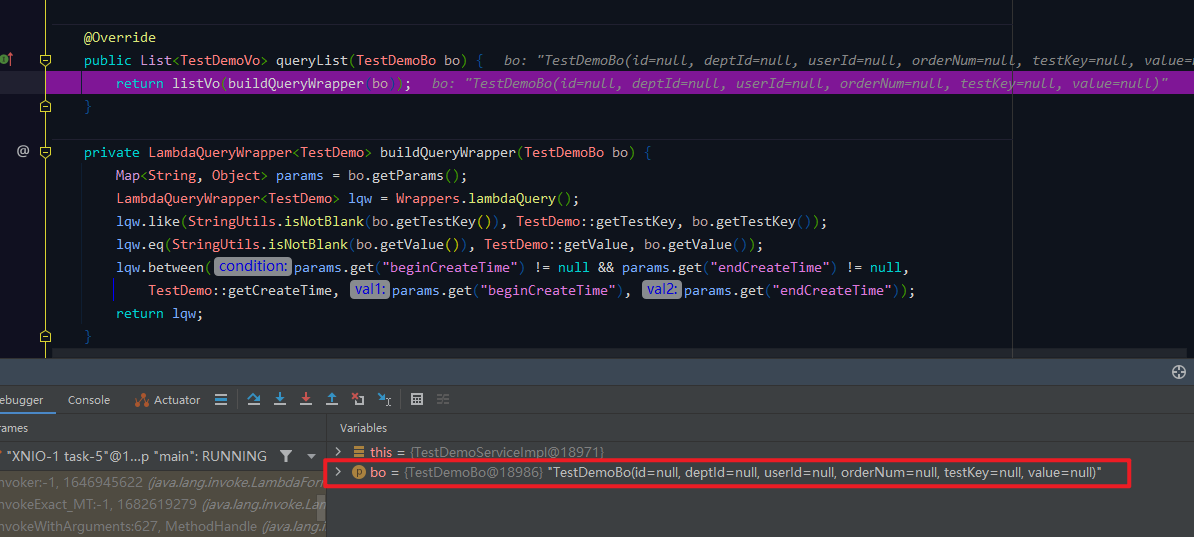 @Override
public List<TestDemoVo> queryList(TestDemoBo bo) { bo: "TestDemoBo(id=null, deptId=null, userId=null, orderNum=null, testKey=null, value=n
return listVo(buildQueryWrapper(bo)); bo: "TestDemoBo(id=null, deptId=null, userId=null, orderNum=null, testKey=null, value=null)"
}
@ private LambdaQueryWrapper<TestDemo> buildQueryWrapper(TestDemoBo bo) {
Map<String, Object> params = bo.getParams();
LambdaQueryWrapper<TestDemo> lqw = Wrappers.lambdaQuery();
lqw.like(StringUtils.isNotBlank(bo.getTestKey()), TestDemo::getTestKey, bo.getTestKey());
lqw.eq(StringUtils.isNotBlank(bo.getValue()), TestDemo::getValue, bo.getValue());
lqw.between( condition: params.get("beginCreateTime") != null && params.get("endCreateTime") != null,
TestDemo::getCreateTime, val1: params.get("beginCreateTime"), val2: params.get("endCreateTime"));
return lqw;
}
ebugger Console Actuator
rames Variables
"XNIO-1 task-5"@1...p "main": RUNNING
this = {TestDemoServiceImpl@18971}
bo = {TestDemoBo@18986} "TestDemoBo(id=null, deptId=null, userId=null, orderNum=null, testKey=null, value=null)"
nvoker:-1, 1646945622 (java.lang.invoke.LambdaForm
nvokeExact_MT:-1, 1682619279 (java.lang.invoke.Lamb
nvokeWithArguments:627, MethodHandle (java.lang.in